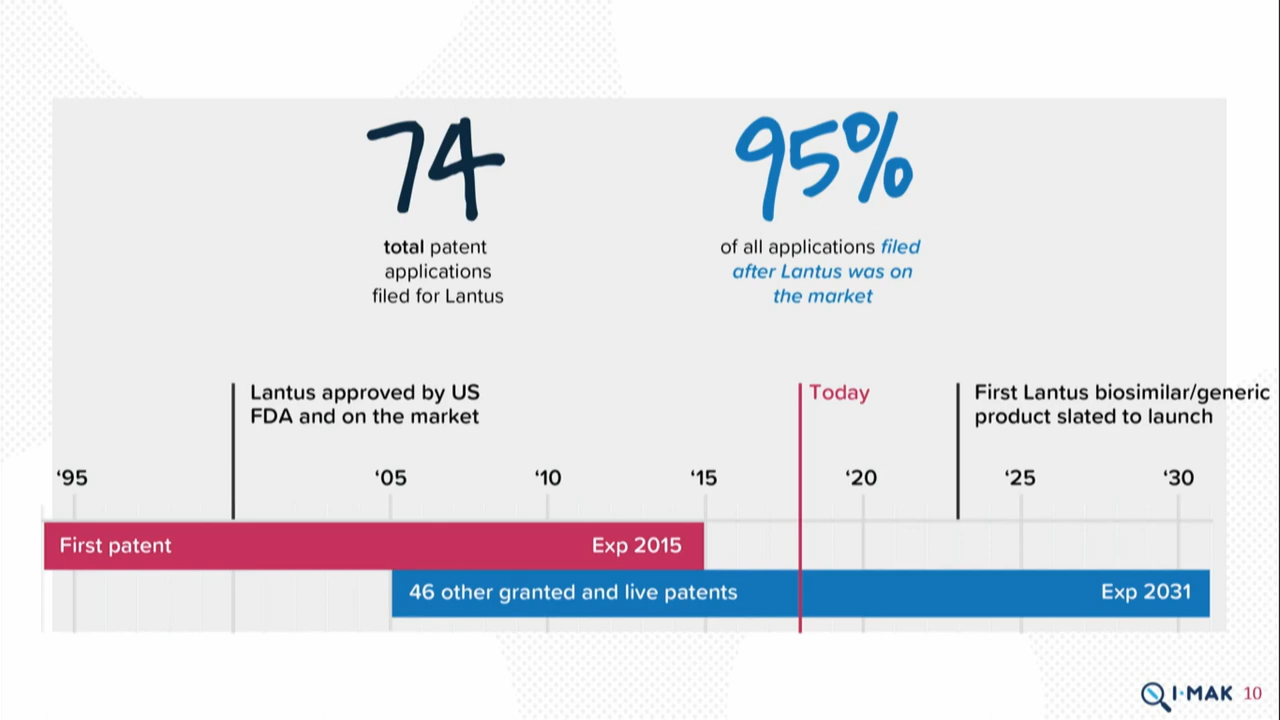 74
total patent
applications
filed for Lantus
95%
of all applications filed
after Lantus was on
the market
Lantus approved by US
FDA and on the market
Today
First Lantus biosimilar/generic
product slated to launch
‘95
‘05
‘10
‘15
‘20
‘25
‘30
First patent
Exp 2015
46 other granted and live patents
Exp 2031
I·MAK 10